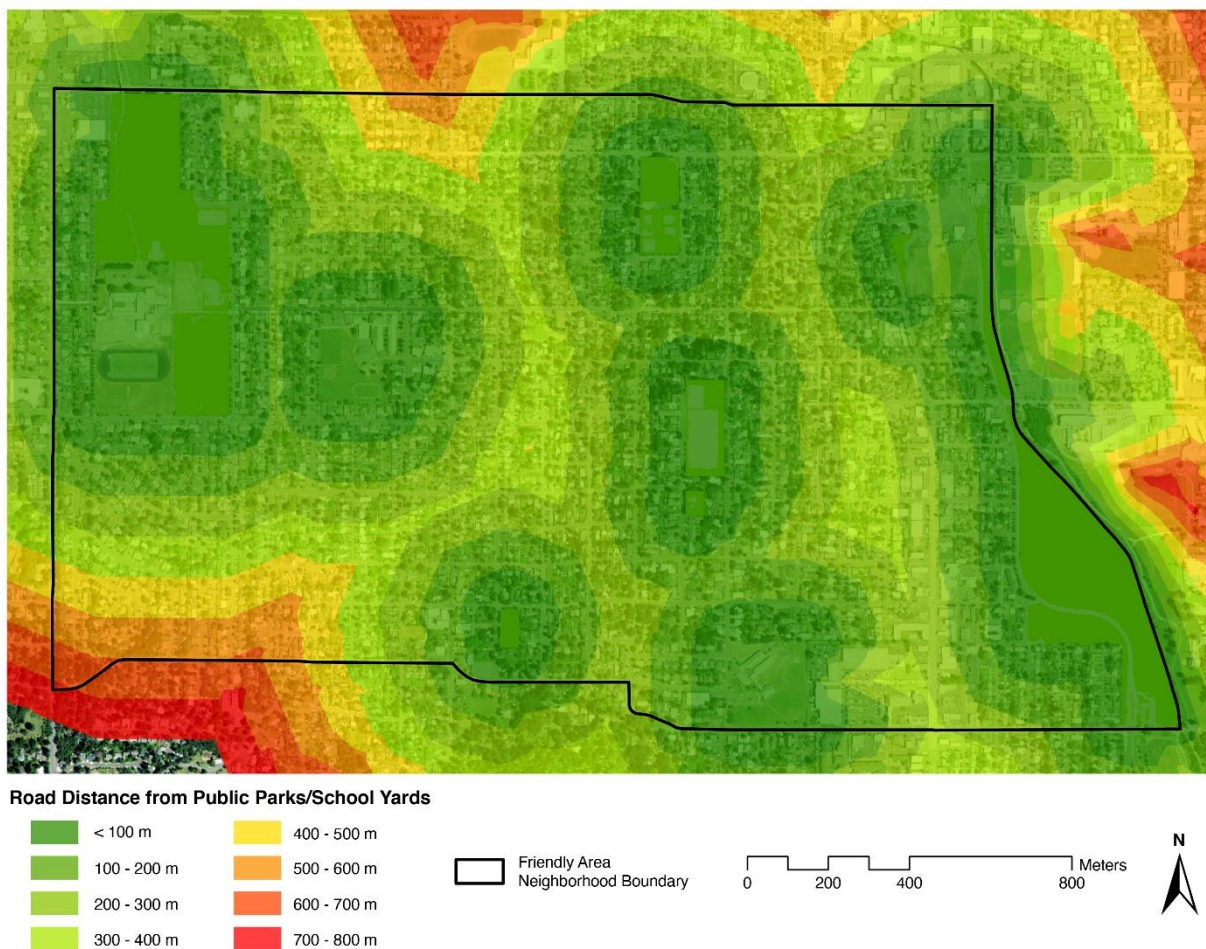 Road Distance from Public Parks/School Yards
< 100 m
100 - 200 m
200 - 300 m
300 - 400 m
400 - 500 m
500 - 600 m
600 - 700 m
700 - 800 m
Friendly Area
Neighborhood Boundary
Meters
0 200 400 800
N